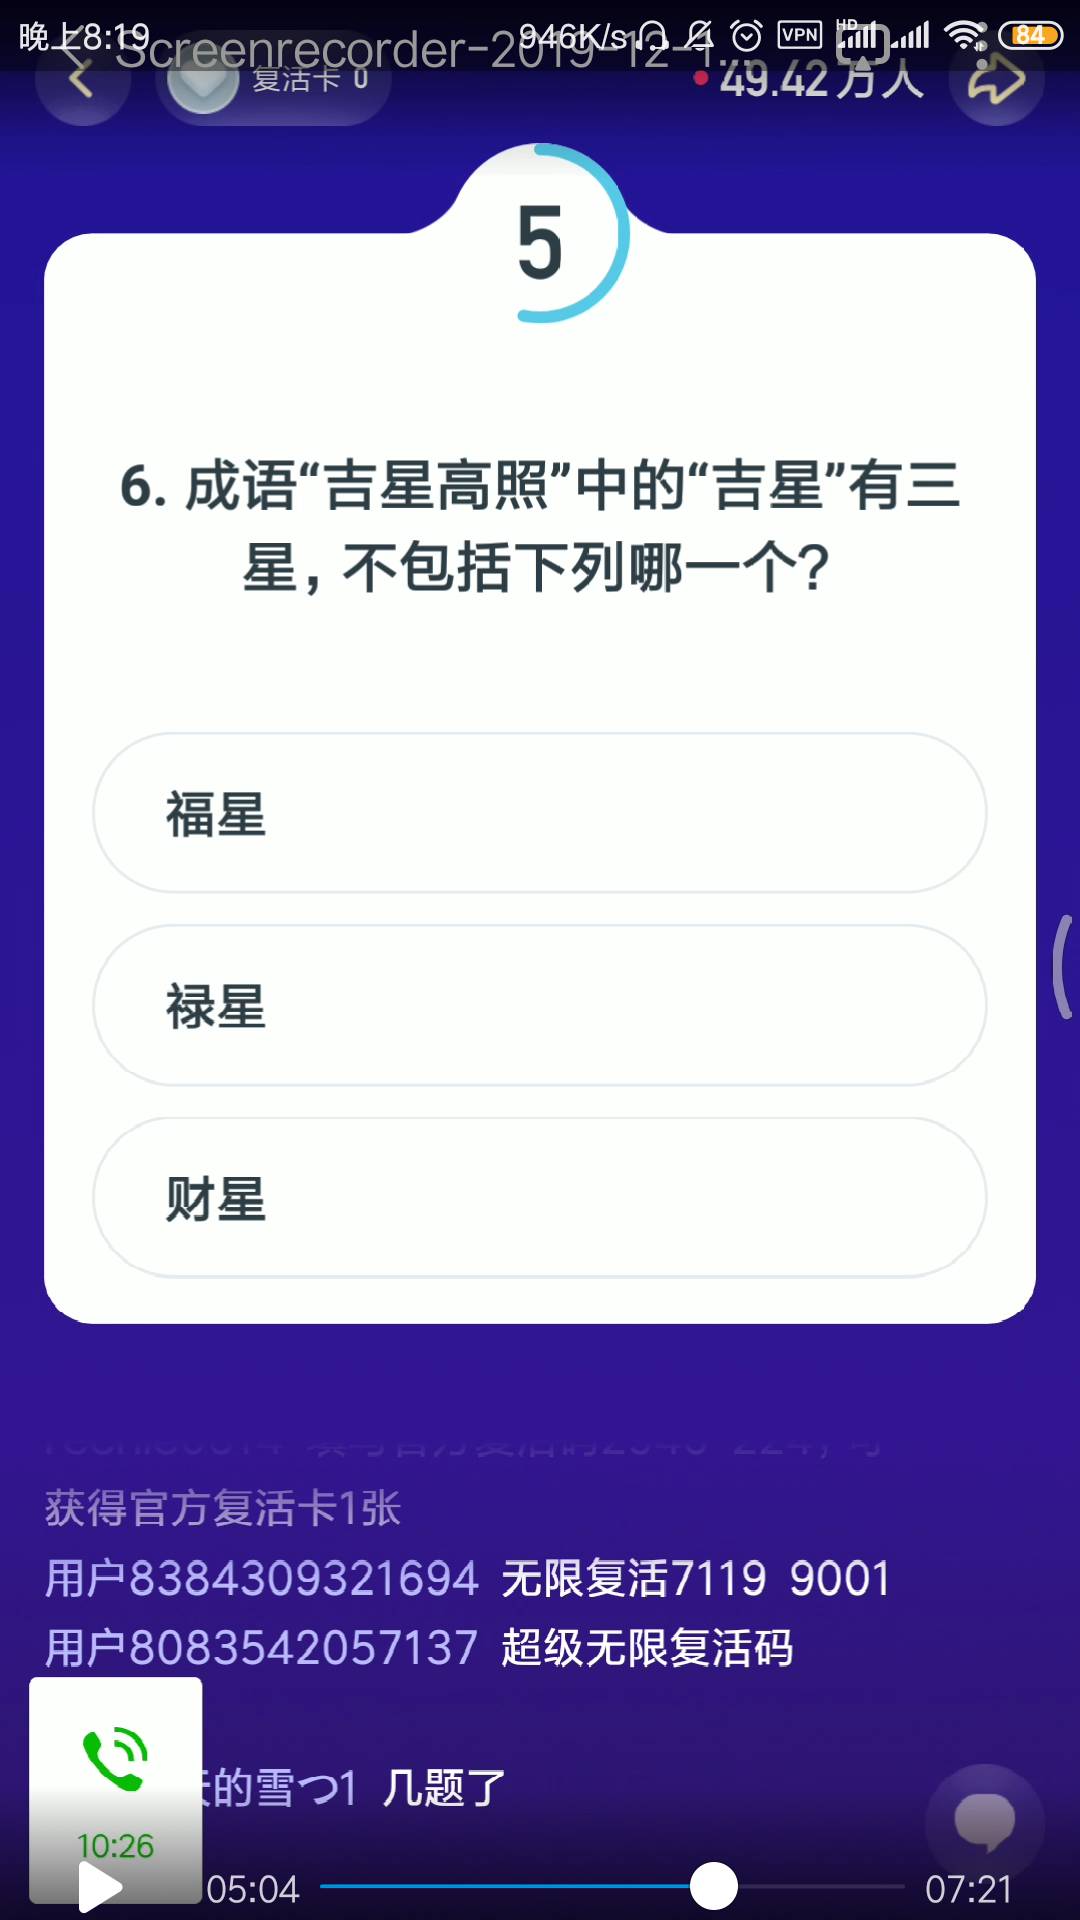 晚上8:19
946K/s
VPN
HD
84
Screenrecorder-2019-12-1...
复活卡 0
49.42万人
5
6. 成语“吉星高照”中的“吉星”有三
星，不包括下列哪一个？
福星
禄星
财星
获得官方复活卡1张
用户8384309321694 无限复活7119 9001
用户8083542057137 超级无限复活码
的雪つ1 几题了
10:26
05:04
07:21